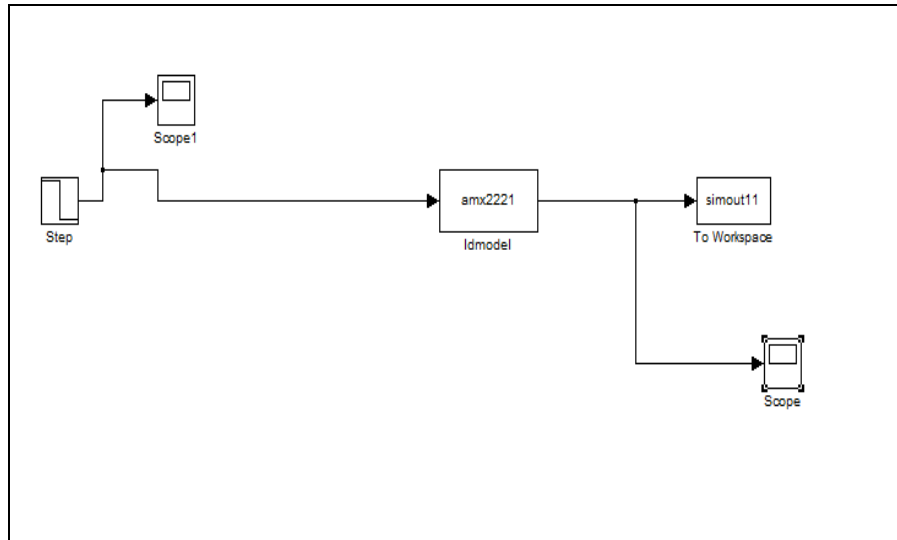 Scope1
Step
amx2221
Idmodel
simout11
To Workspace
Scope